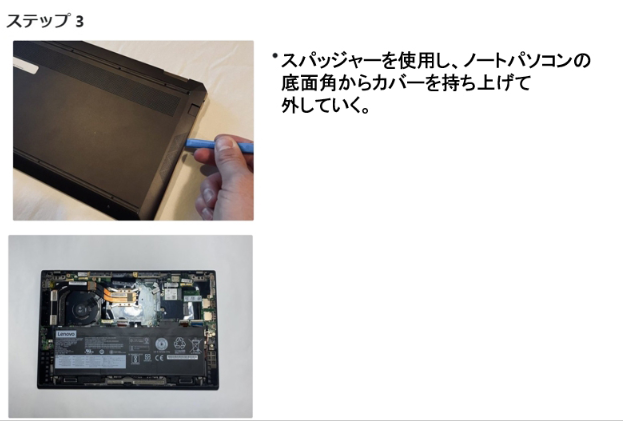 ステップ 3
• スパッジャーを使用し、ノートパソコンの
底面角からカバーを持ち上げて
外していく。
Lenovo